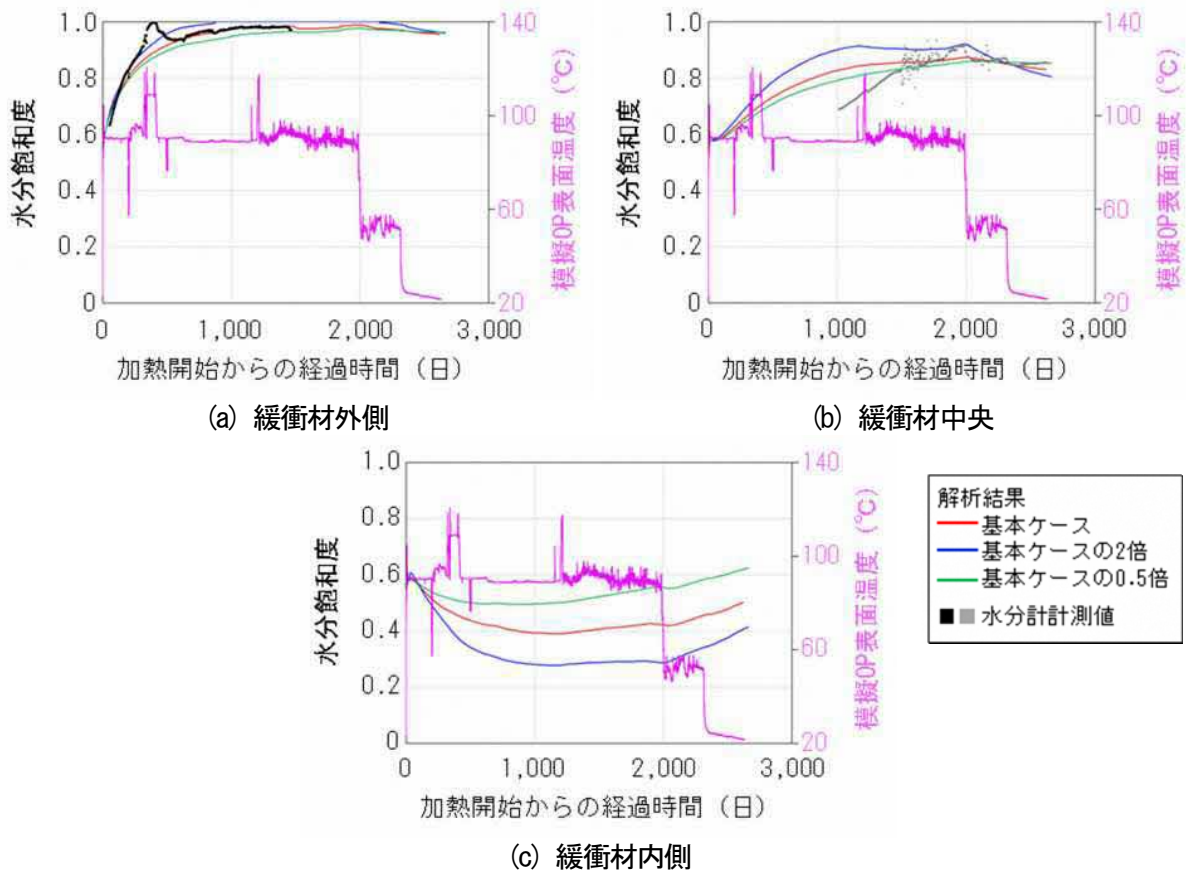 1.0
0.8
0.6
0.4
0.2
0
水分飽和度
140
100
60
20
模擬OP表面温度 (℃)
0 1,000 2,000 3,000
加熱開始からの経過時間 (日)
(a) 緩衝材外側
1.0
0.8
0.6
0.4
0.2
0
水分飽和度
140
100
60
20
模擬OP表面温度 (℃)
0 1,000 2,000 3,000
加熱開始からの経過時間 (日)
(b) 緩衝材中央
1.0
0.8
0.6
0.4
0.2
0
水分飽和度
140
100
60
20
模擬OP表面温度 (℃)
0 1,000 2,000 3,000
加熱開始からの経過時間 (日)
(c) 緩衝材内側
解析結果
基本ケース
基本ケースの2倍
基本ケースの0.5倍
水分計計測値